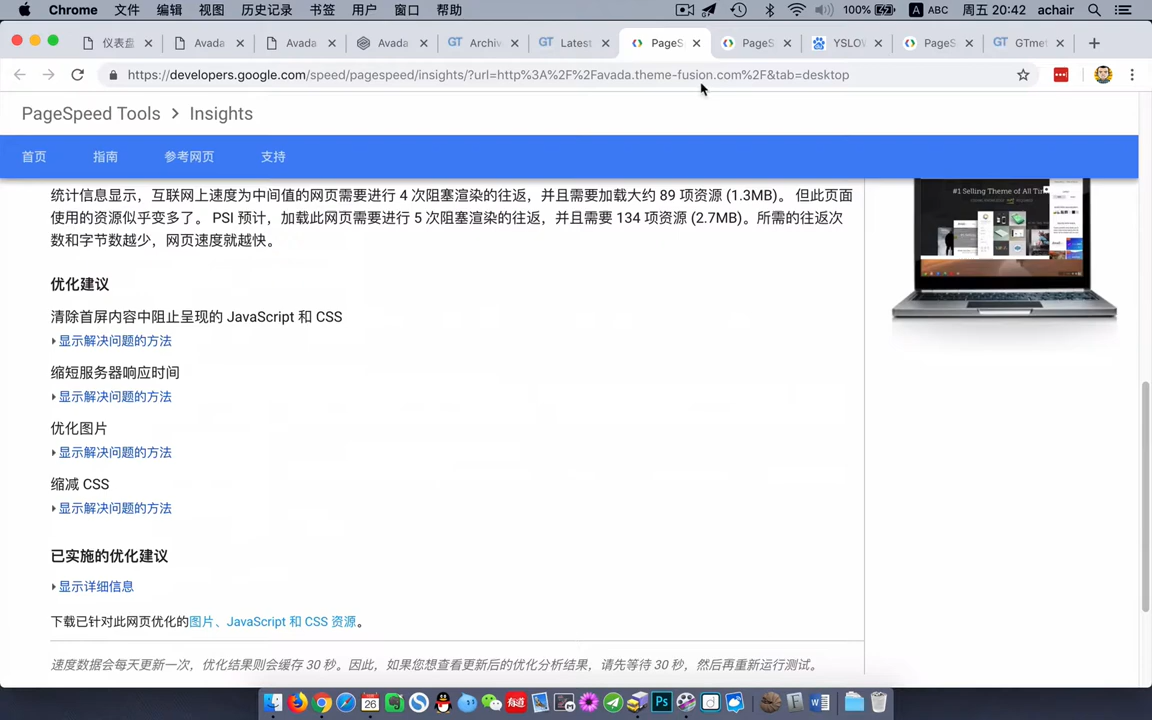 Chrome 文件 编辑 视图 历史记录 书签 用户 窗口 帮助 100% A ABC 周五 20:42 achair
仪表盘 Avada Avada Avada GT Archiv GT Latest PageS PageS YSLOW PageS GT GTmet
https://developers.google.com/speed/pagespeed/insights/?url=http%3A%2F%2Favada.theme-fusion.com%2F&tab=desktop
PageSpeed Tools > Insights
首页 指南 参考网页 支持
统计信息显示，互联网上速度为中间值的网页需要进行 4 次阻塞渲染的往返，并且需要加载大约 89 项资源 (1.3MB)。 但此页面
使用的资源似乎变多了。 PSI 预计，加载此网页需要进行 5 次阻塞渲染的往返，并且需要 134 项资源 (2.7MB)。所需的往返次
数和字节数越少，网页速度就越快。
#1 Selling Theme of All Tim
优化建议
清除首屏内容中阻止呈现的 JavaScript 和 CSS
显示解决问题的方法
缩短服务器响应时间
显示解决问题的方法
优化图片
显示解决问题的方法
缩减 CSS
显示解决问题的方法
已实施的优化建议
显示详细信息
下载已针对此网页优化的图片、JavaScript 和 CSS 资源。
速度数据会每天更新一次，优化结果则会缓存 30 秒。因此，如果您想查看更新后的优化分析结果，请先等待 30 秒，然后再重新运行测试。
26 有道 Ps